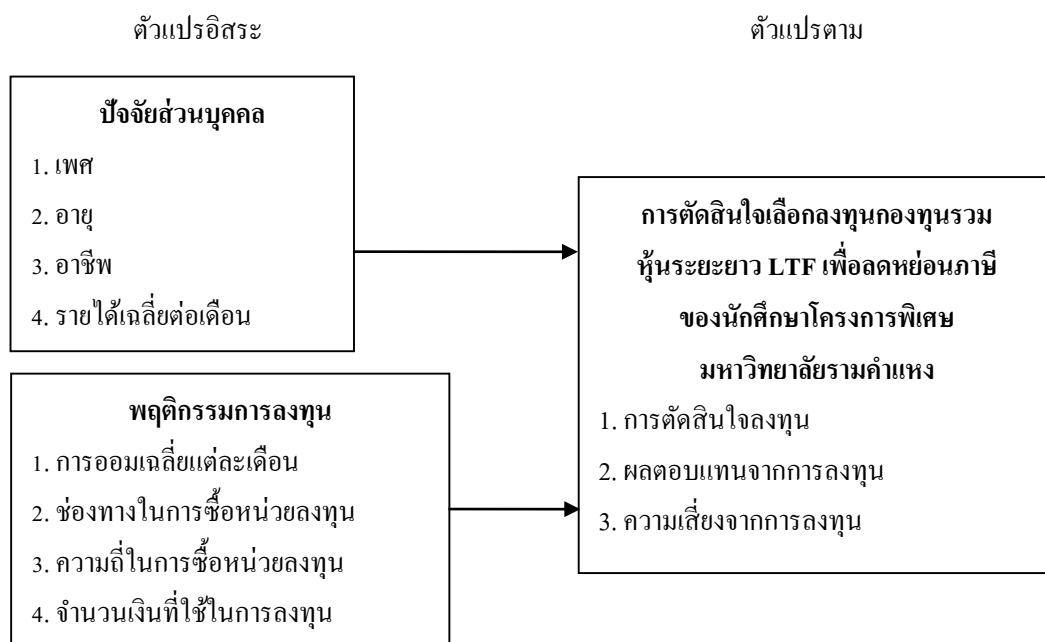 ตัวแปรอิสระ
ตัวแปรตาม
ปัจจัยส่วนบุคคล
1. เพศ
2. อายุ
3. อาชีพ
4. รายได้เฉลี่ยต่อเดือน
พฤติกรรมการลงทุน
1. การออมเฉลี่ยแต่ละเดือน
2. ช่องทางในการซื้อหน่วยลงทุน
3. ความถี่ในการซื้อหน่วยลงทุน
4. จำนวนเงินที่ใช้ในการลงทุน
การตัดสินใจเลือกลงทุนกองทุนรวม
หุ้นระยะยาว LTF เพื่อลดหย่อนภาษี
ของนักศึกษาโครงการพิเศษ
มหาวิทยาลัยรามคำแหง
1. การตัดสินใจลงทุน
2. ผลตอบแทนจากการลงทุน
3. ความเสี่ยงจากการลงทุน